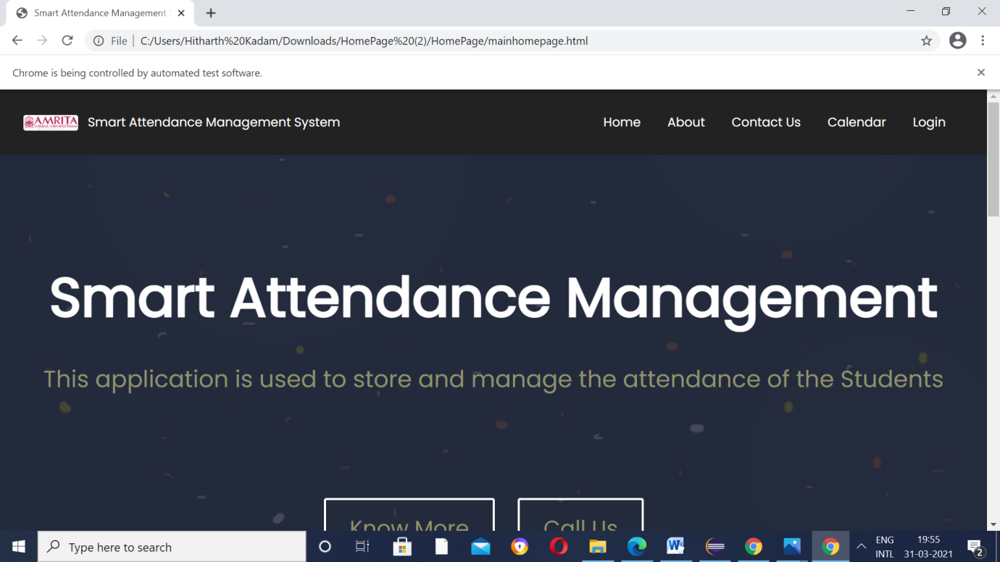 Smart Attendance Management
File
C:/Users/Hitharth%20Kadam/Downloads/HomePage%20(2)/HomePage/mainhomepage.html
Chrome is being controlled by automated test software.
AMRITA
VISHWA VIDYAPEETHAM
Smart Attendance Management System
Home About Contact Us Calendar Login
Smart Attendance Management
This application is used to store and manage the attendance of the Students
Know More Call Us
Type here to search
ENG 19:55
INTL 31-03-2021
2